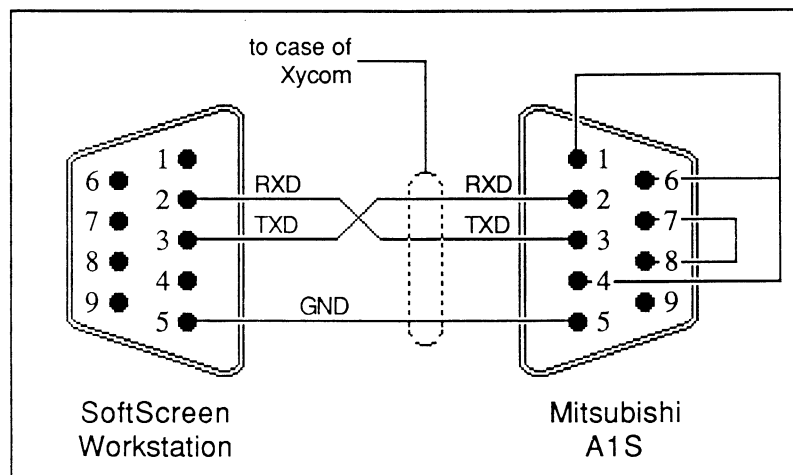 to case of
Xycom
1
6
2
7
3
8
4
9
5
RXD
TXD
GND
RXD
TXD
1
6
2
7
3
8
4
9
5
SoftScreen
Workstation
Mitsubishi
A1S